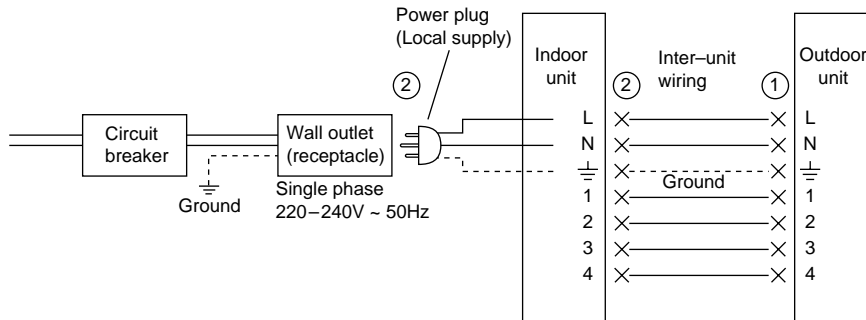 Power plug
(Local supply)
②
Circuit
breaker
Ground
Wall outlet
(receptacle)
Single phase
220–240V ~ 50Hz
Indoor
unit
L
N
1
2
3
4
②
Inter–unit
wiring
①
Ground
Outdoor
unit
L
N
1
2
3
4